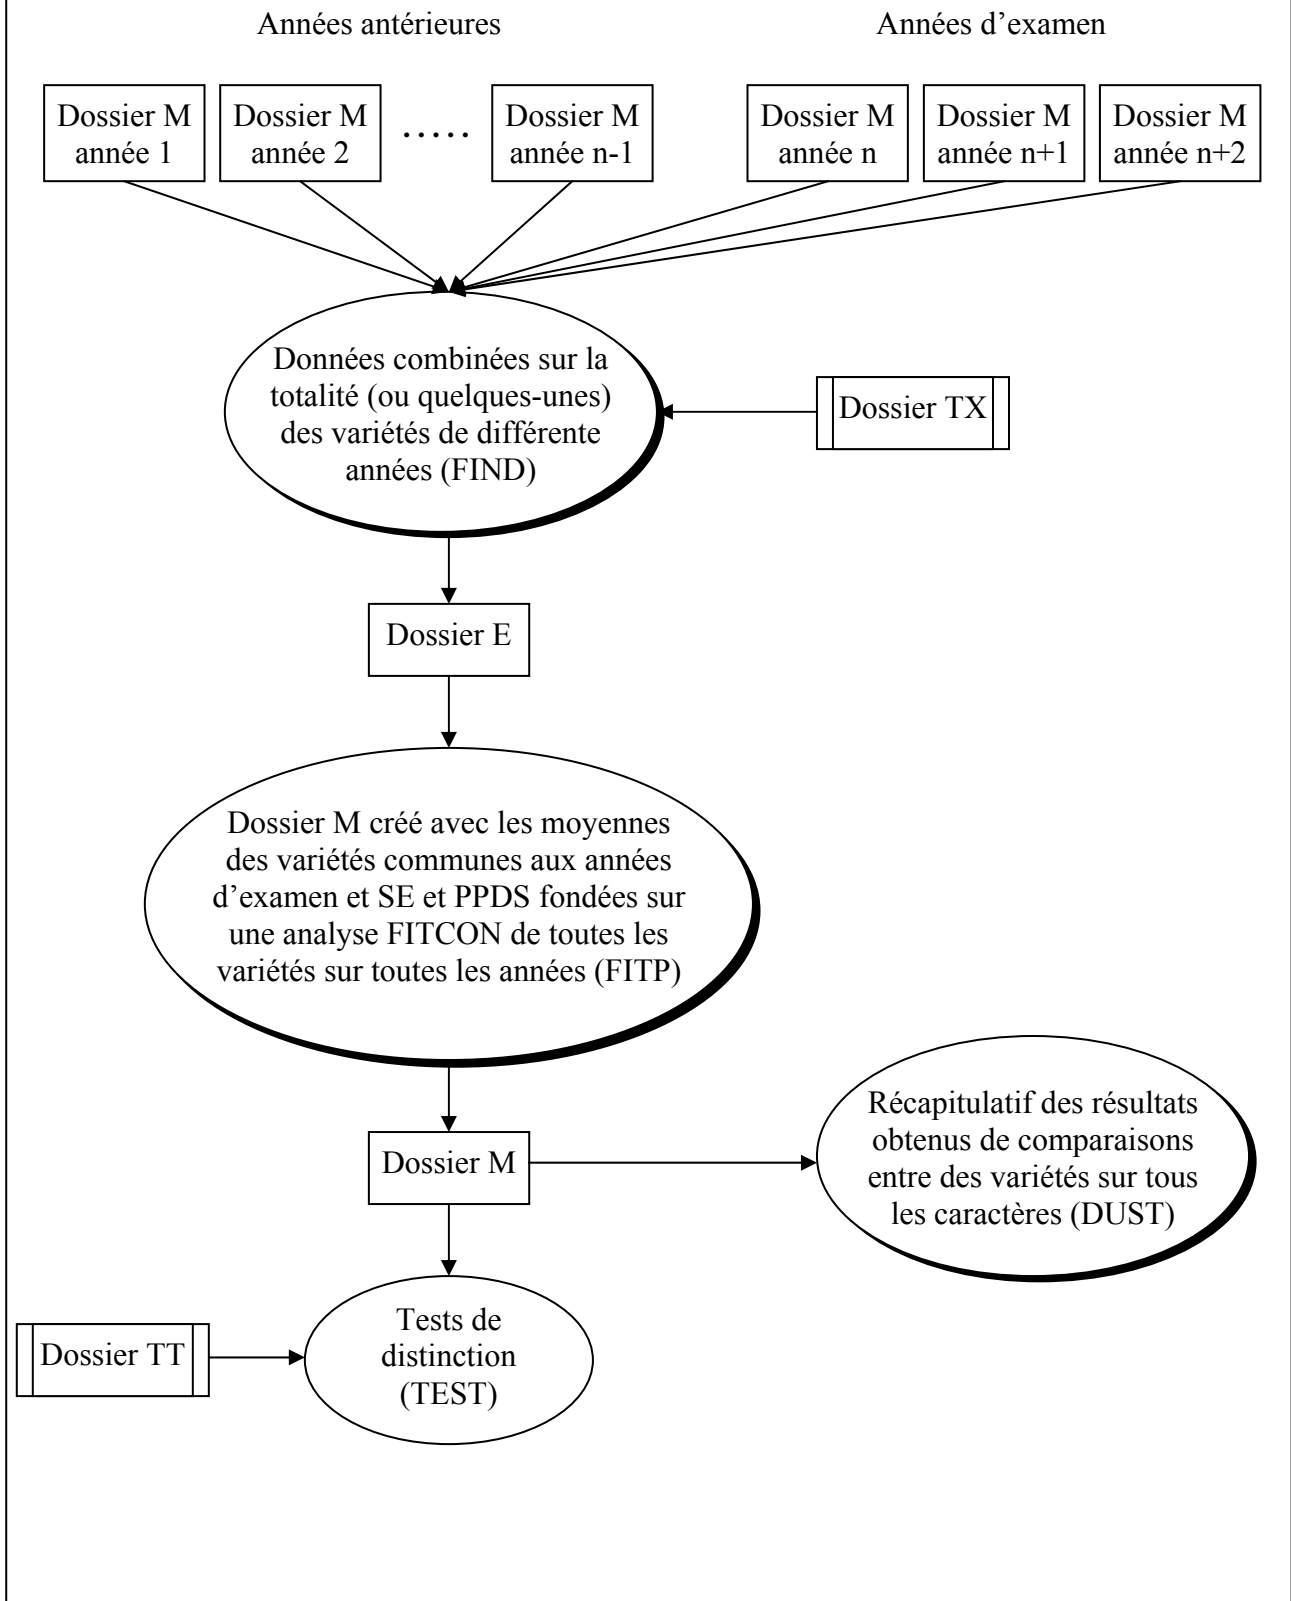 Années antérieures
Années d’examen
Dossier M
année 1
Dossier M
année 2
.....
Dossier M
année n-1
Dossier M
année n
Dossier M
année n+1
Dossier M
année n+2
Données combinées sur la
totalité (ou quelques-unes)
des variétés de différente
années (FIND)
Dossier TX
Dossier E
Dossier M créé avec les moyennes
des variétés communes aux années
d’examen et SE et PPDS fondées sur
une analyse FITCON de toutes les
variétés sur toutes les années (FITP)
Dossier M
Récapitulatif des résultats
obtenus de comparaisons
entre des variétés sur tous
les caractères (DUST)
Dossier TT
Tests de
distinction
(TEST)